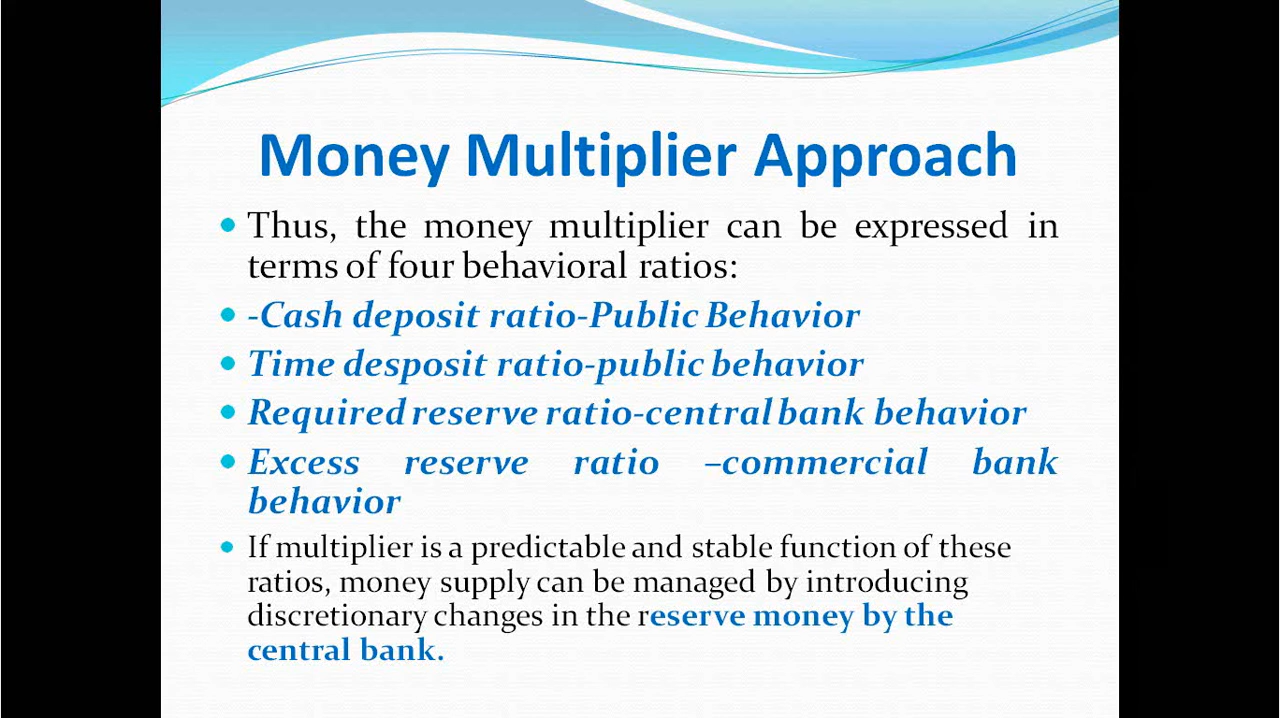 Money Multiplier Approach
Thus, the money multiplier can be expressed in
terms of four behavioral ratios:
-Cash deposit ratio-Public Behavior
Time desposit ratio-public behavior
Required reserve ratio-central bank behavior
Excess reserve ratio –commercial bank
behavior
If multiplier is a predictable and stable function of these
ratios, money supply can be managed by introducing
discretionary changes in the reserve money by the
central bank.